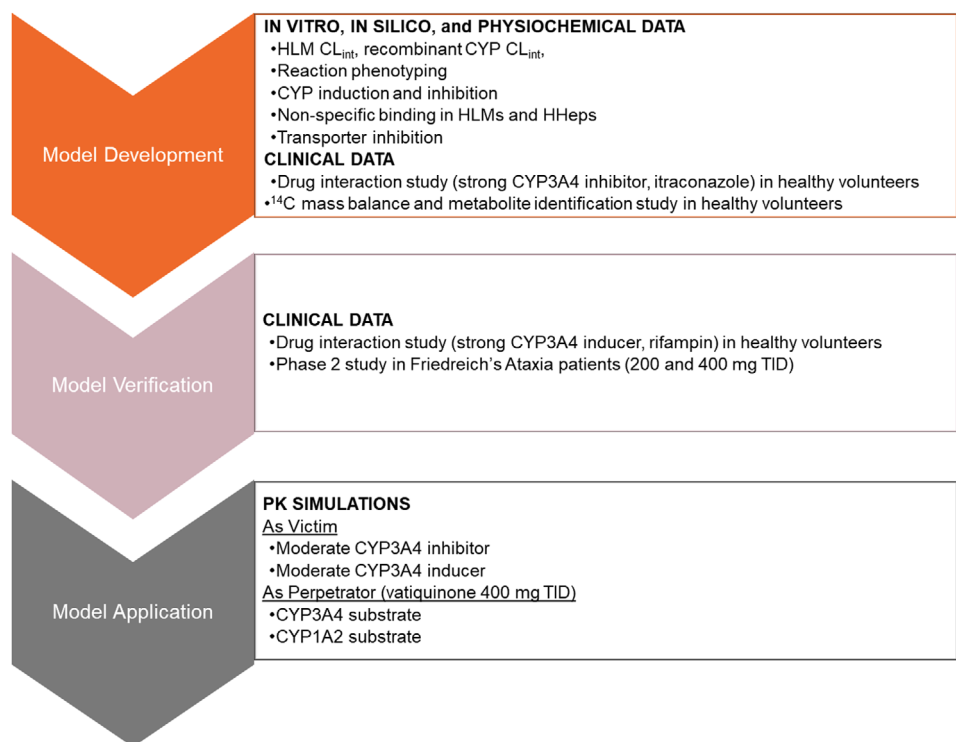 Model Development
IN VITRO, IN SILICO, and PHYSIOCHEMICAL DATA
•HLM CLint, recombinant CYP CLint,
•Reaction phenotyping
•CYP induction and inhibition
•Non-specific binding in HLMs and HHeps
•Transporter inhibition
CLINICAL DATA
•Drug interaction study (strong CYP3A4 inhibitor, itraconazole) in healthy volunteers
•14C mass balance and metabolite identification study in healthy volunteers
Model Verification
CLINICAL DATA
•Drug interaction study (strong CYP3A4 inducer, rifampin) in healthy volunteers
•Phase 2 study in Friedreich’s Ataxia patients (200 and 400 mg TID)
Model Application
PK SIMULATIONS
As Victim
•Moderate CYP3A4 inhibitor
•Moderate CYP3A4 inducer
As Perpetrator (vatiquinone 400 mg TID)
•CYP3A4 substrate
•CYP1A2 substrate